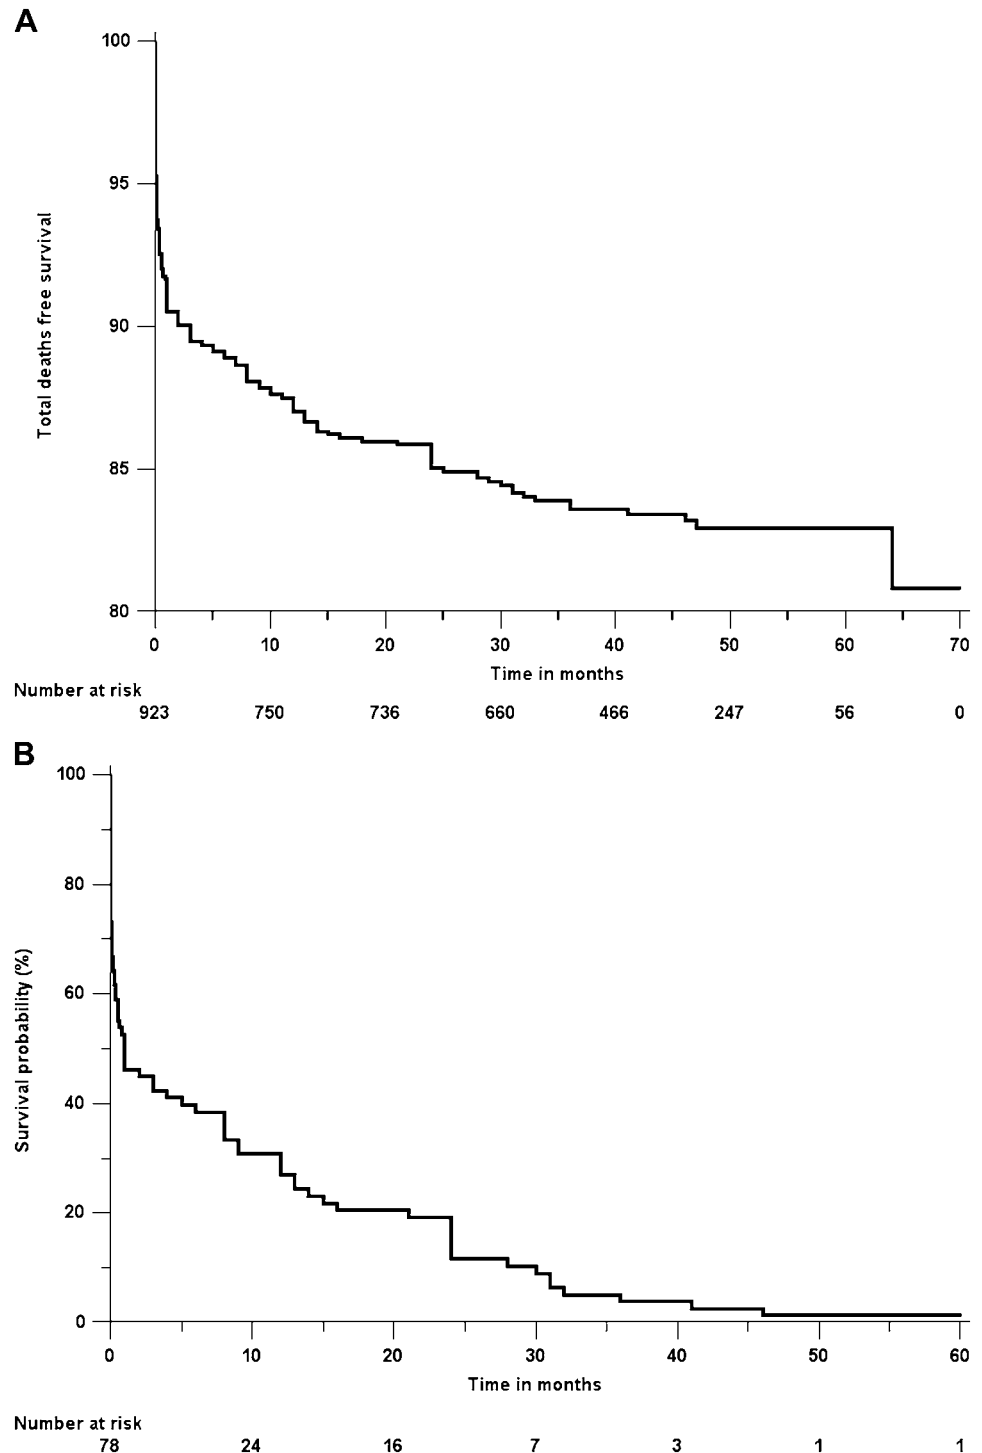 A
100
95
90
85
80
Total deaths free survival
0 10 20 30 40 50 60 70
Time in months
Number at risk
923 750 736 660 466 247 56 0
B
100
80
60
40
20
0
Survival probability (%)
0 10 20 30 40 50 60
Time in months
Number at risk
78 24 16 7 3 1 1